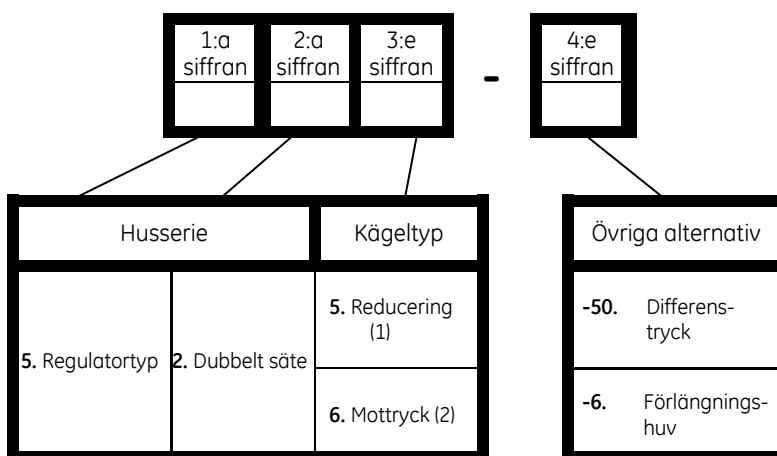 1:a
siffran
2:a
siffran
3:e
siffran
-
4:e
siffran
Husserie
Kägeltyp
Övriga alternativ
5. Regulatortyp
2. Dubbelt säte
5. Reducering
(1)
6. Mottryck (2)
-50. Differens-
tryck
-6. Förlängnings-
huv